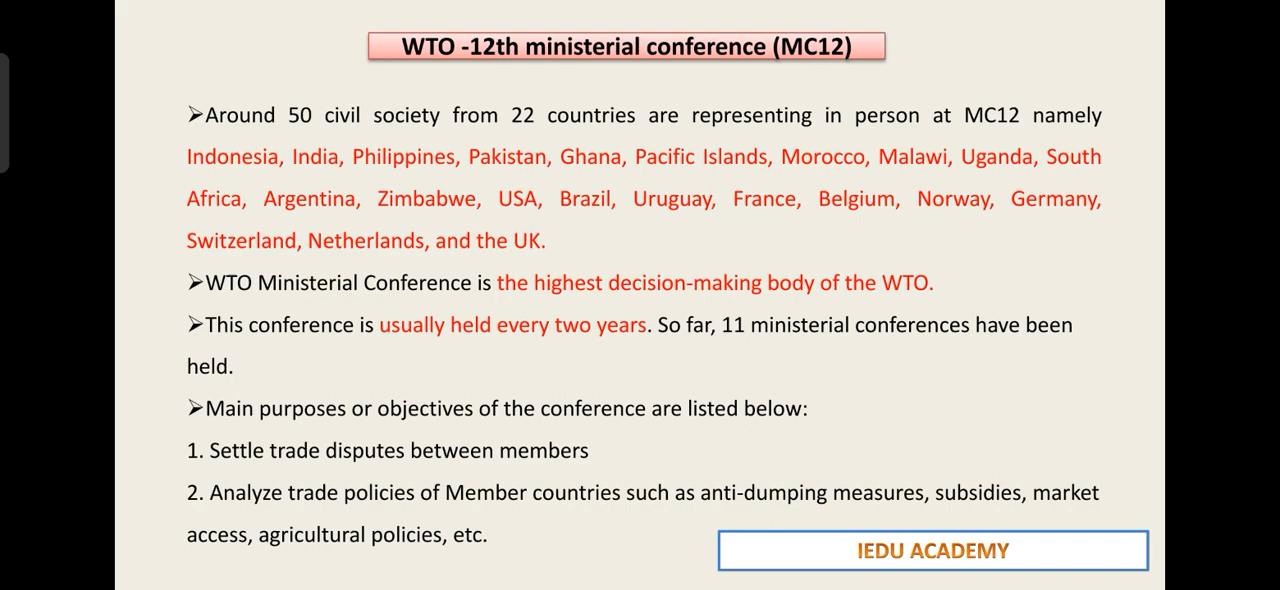 WTO -12th ministerial conference (MC12)
➢Around 50 civil society from 22 countries are representing in person at MC12 namely
Indonesia, India, Philippines, Pakistan, Ghana, Pacific Islands, Morocco, Malawi, Uganda, South
Africa, Argentina, Zimbabwe, USA, Brazil, Uruguay, France, Belgium, Norway, Germany,
Switzerland, Netherlands, and the UK.
➢WTO Ministerial Conference is the highest decision-making body of the WTO.
➢This conference is usually held every two years. So far, 11 ministerial conferences have been
held.
➢Main purposes or objectives of the conference are listed below:
1. Settle trade disputes between members
2. Analyze trade policies of Member countries such as anti-dumping measures, subsidies, market
access, agricultural policies, etc.
IEDU ACADEMY